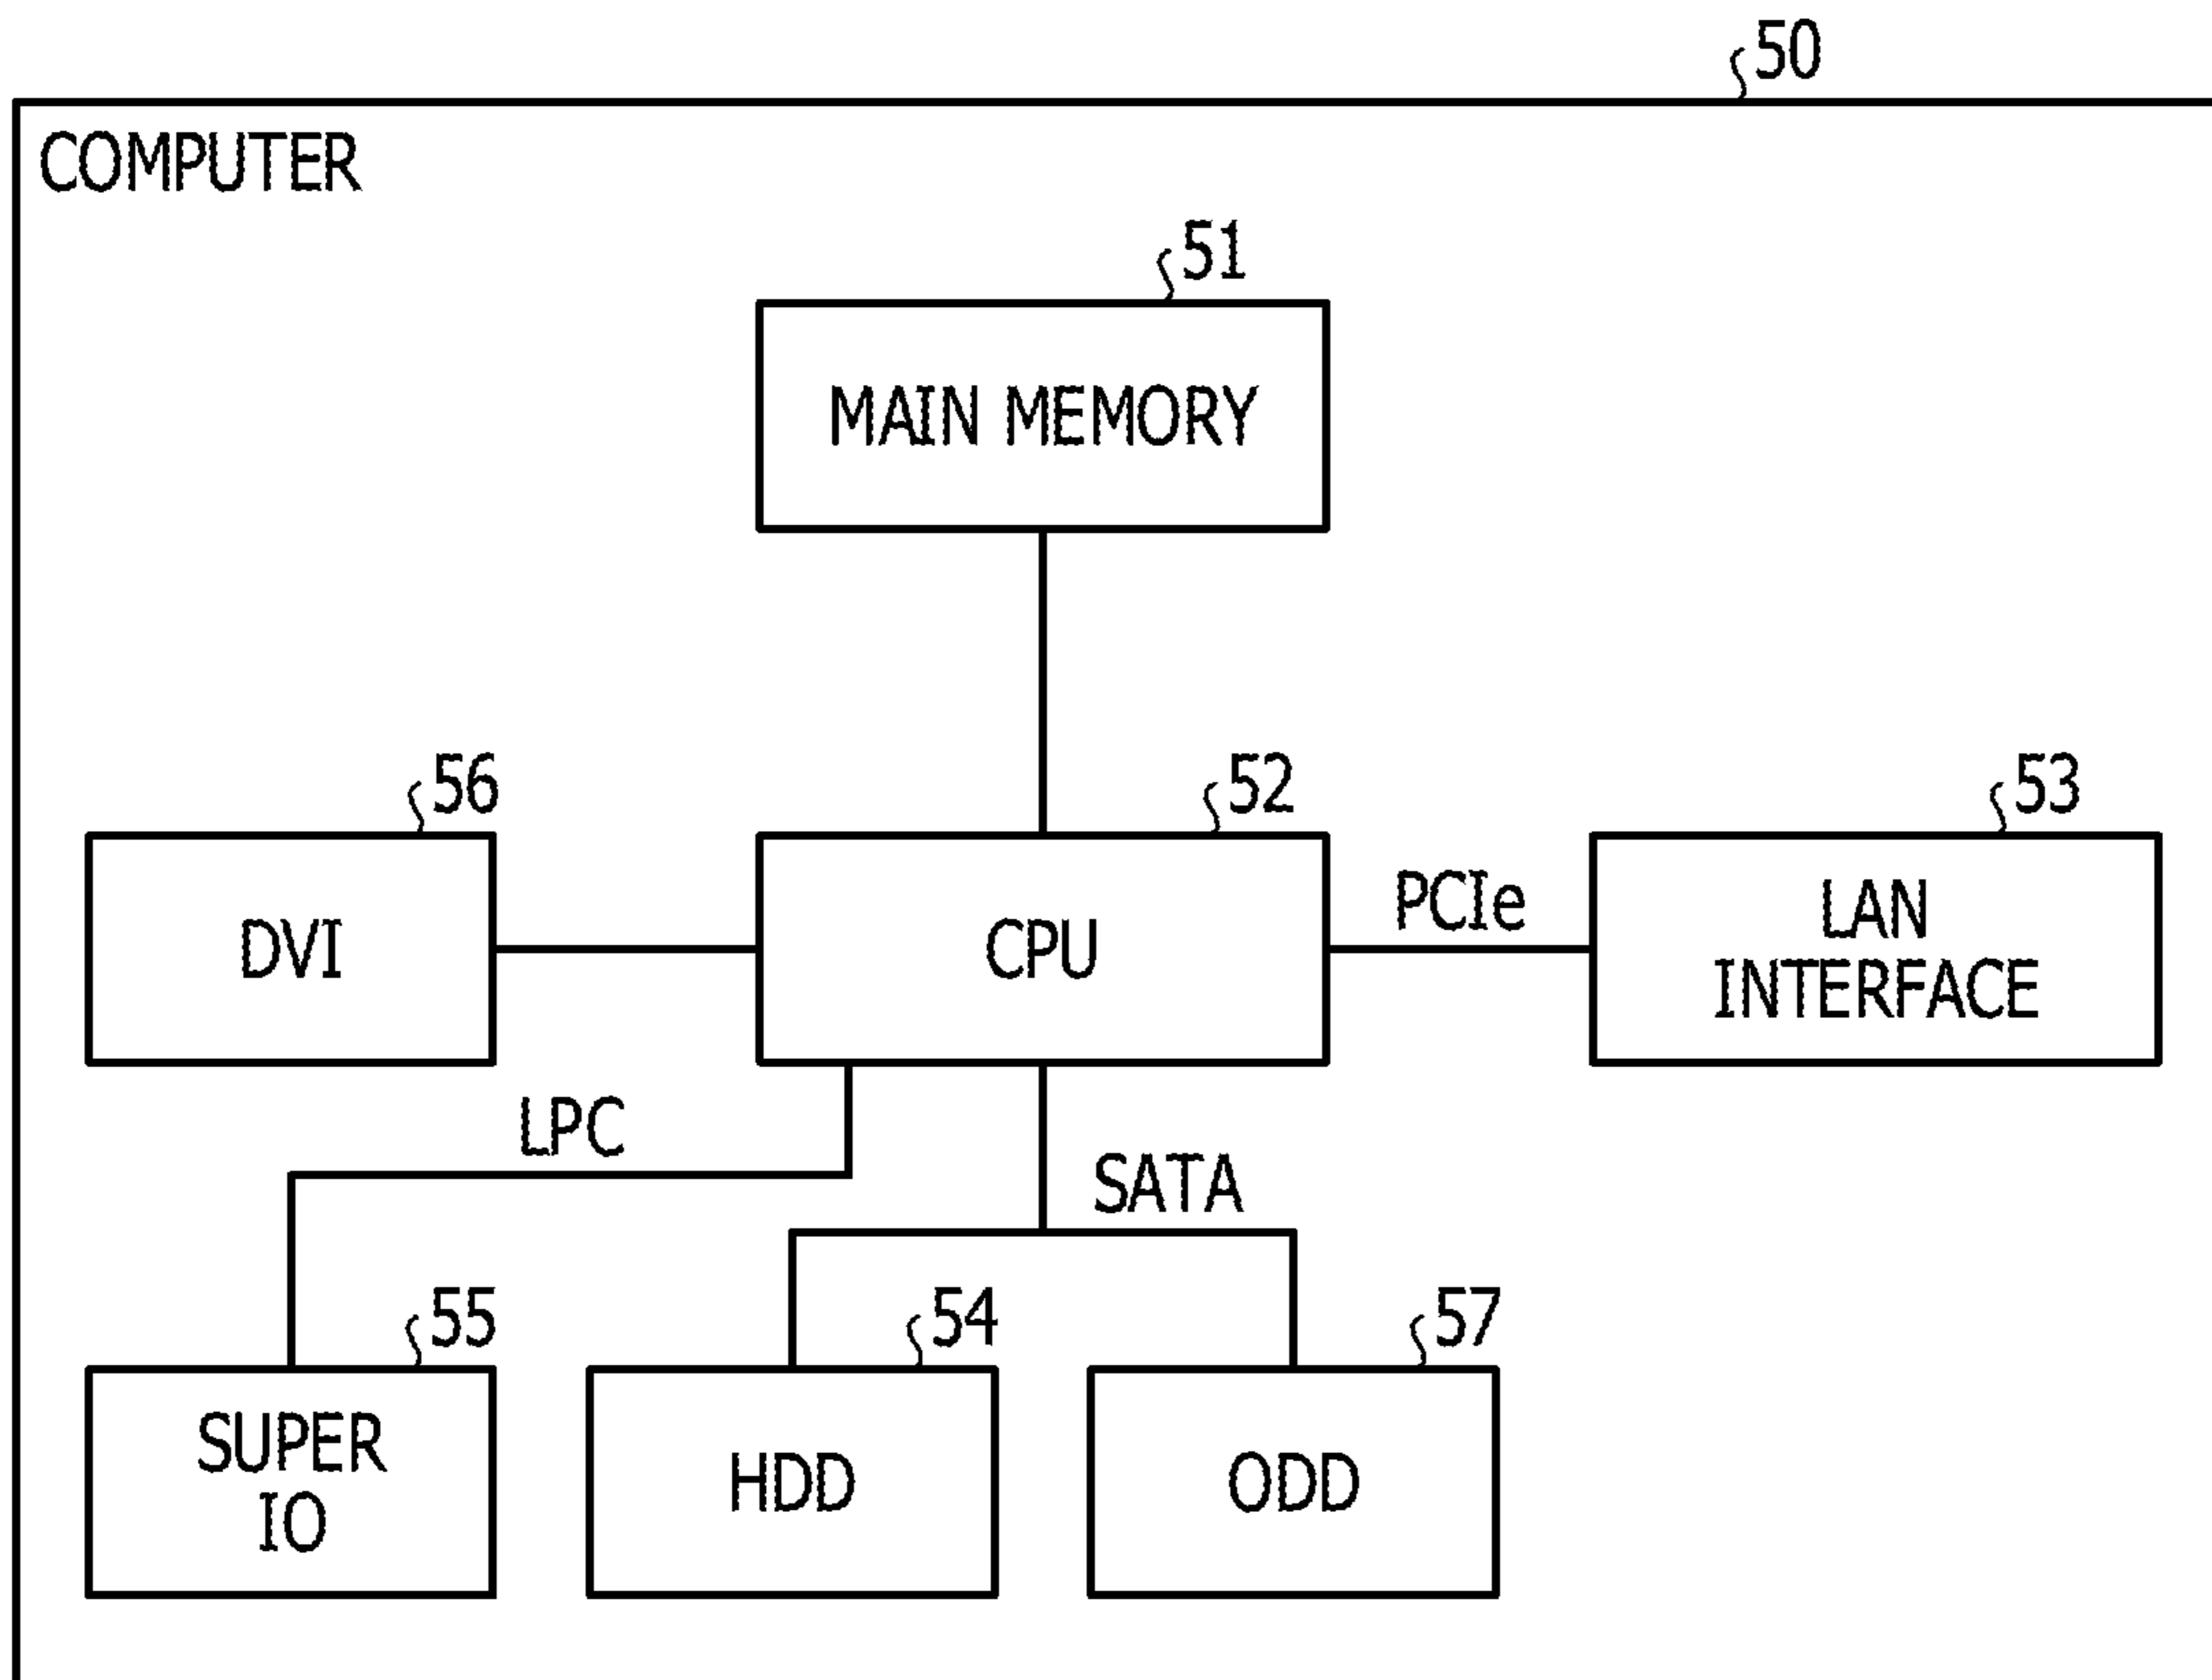 50
COMPUTER
51
MAIN MEMORY
56
52
53
DVI
CPU
PCIe
LAN
INTERFACE
LPC
SATA
55
54
57
SUPER
IO
HDD
ODD